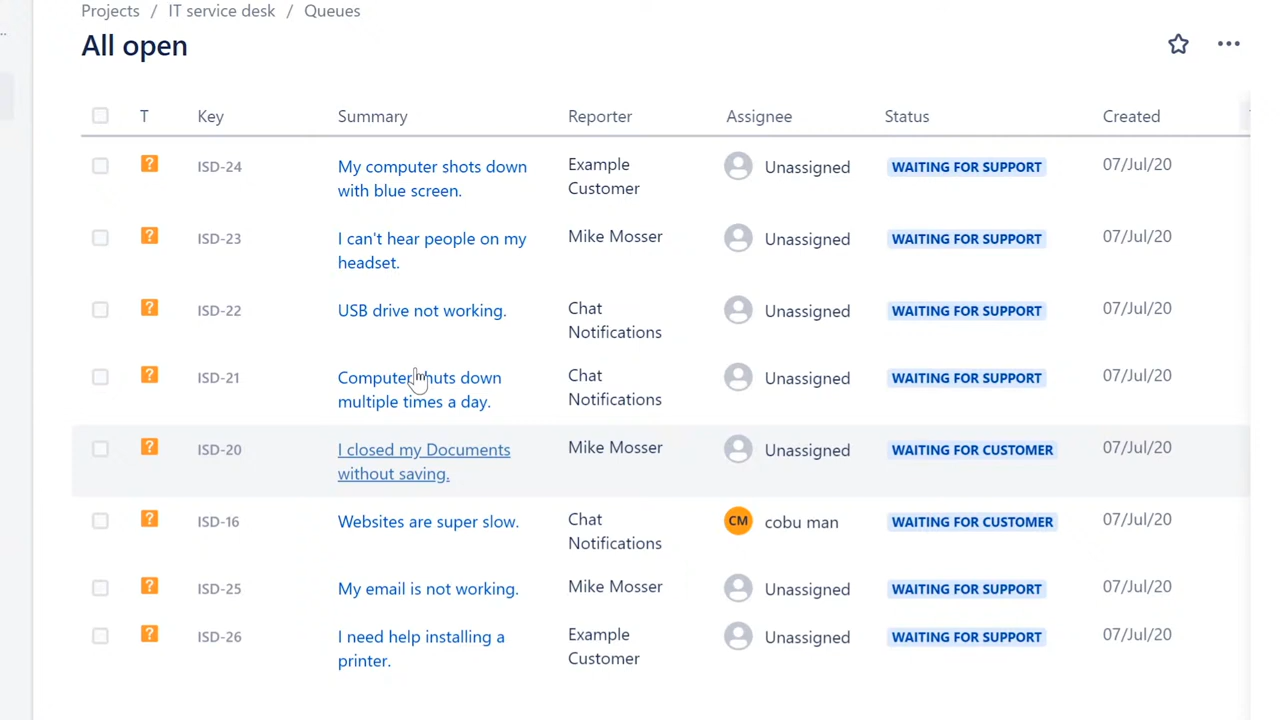 Projects / IT service desk / Queues
All open
T Key Summary Reporter Assignee Status Created
ISD-24 My computer shots down with blue screen. Example Customer Unassigned WAITING FOR SUPPORT 07/Jul/20
ISD-23 I can't hear people on my headset. Mike Mosser Unassigned WAITING FOR SUPPORT 07/Jul/20
ISD-22 USB drive not working. Chat Notifications Unassigned WAITING FOR SUPPORT 07/Jul/20
ISD-21 Computer shuts down multiple times a day. Chat Notifications Unassigned WAITING FOR SUPPORT 07/Jul/20
ISD-20 I closed my Documents without saving. Mike Mosser Unassigned WAITING FOR CUSTOMER 07/Jul/20
ISD-16 Websites are super slow. Chat Notifications CM cobu man WAITING FOR CUSTOMER 07/Jul/20
ISD-25 My email is not working. Mike Mosser Unassigned WAITING FOR SUPPORT 07/Jul/20
ISD-26 I need help installing a printer. Example Customer Unassigned WAITING FOR SUPPORT 07/Jul/20